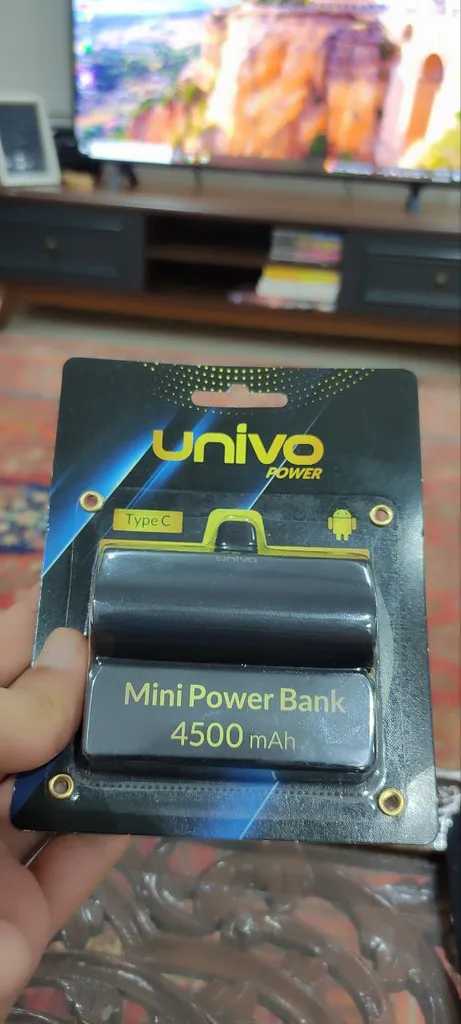 univo
POWER
Type C
univo
Mini Power Bank
4500 mAh